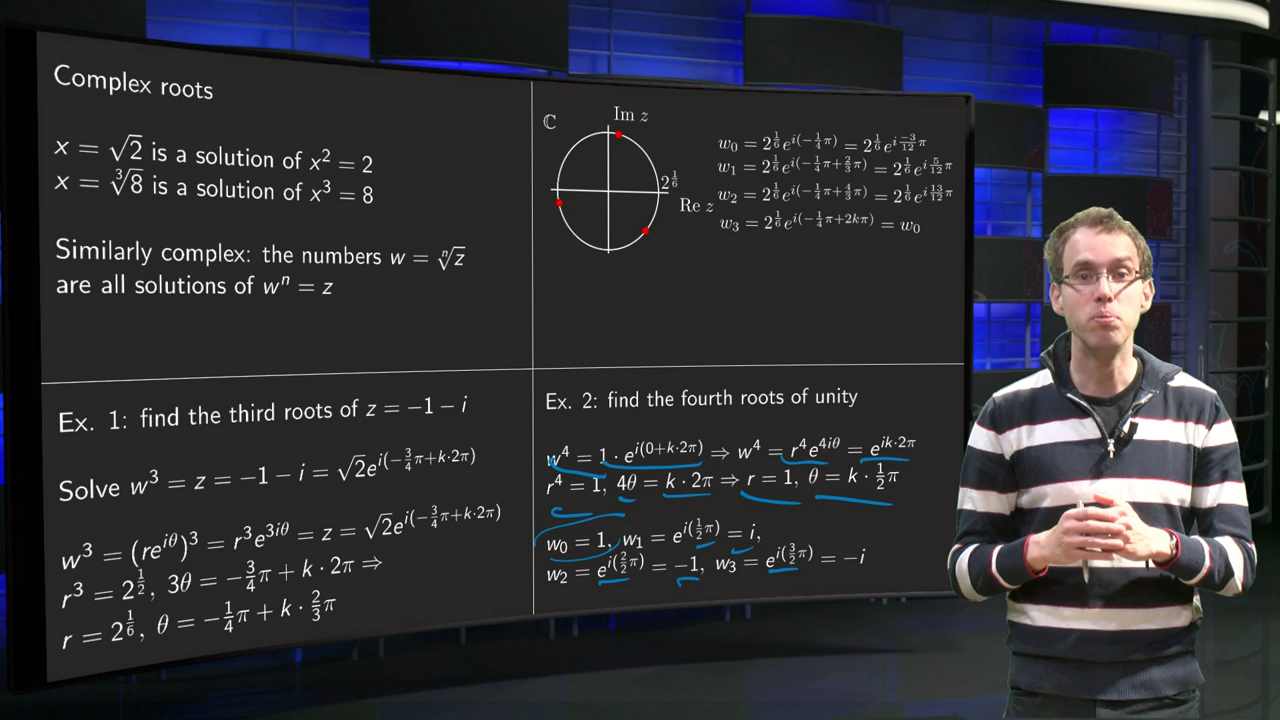 Complex roots
x = √2 is a solution of x² = 2
x = ∛8 is a solution of x³ = 8
Similarly complex: the numbers w = ⁿ√z
are all solutions of wⁿ = z
ℂ
Im z
2^{1/6}
Re z
w₀ = 2^{1/6}e^{i(−1/4π)} = 2^{1/6}e^{i −3/12 π}
w₁ = 2^{1/6}e^{i(−1/4π+2/3π)} = 2^{1/6}e^{i 5/12 π}
w₂ = 2^{1/6}e^{i(−1/4π+4/3π)} = 2^{1/6}e^{i 13/12 π}
w₃ = 2^{1/6}e^{i(−1/4π+2kπ)} = w₀
Ex. 1: find the third roots of z = −1 − i
Solve w³ = z = −1 − i = √2e^{i(−3/4π+k·2π)}
w³ = (re^{iθ})³ = r³e^{3iθ} = z = √2e^{i(−3/4π+k·2π)}
r³ = 2^{1/2}, 3θ = −3/4π + k · 2π ⇒
r = 2^{1/6}, θ = −1/4π + k · 2/3π
Ex. 2: find the fourth roots of unity
w⁴ = 1 · e^{i(0+k·2π)} ⇒ w⁴ = r⁴e^{4iθ} = e^{ik·2π}
r⁴ = 1, 4θ = k · 2π ⇒ r = 1, θ = k · 1/2π
w₀ = 1, w₁ = e^{i(1/2π)} = i,
w₂ = e^{i(2/2π)} = −1, w₃ = e^{i(3/2π)} = −i